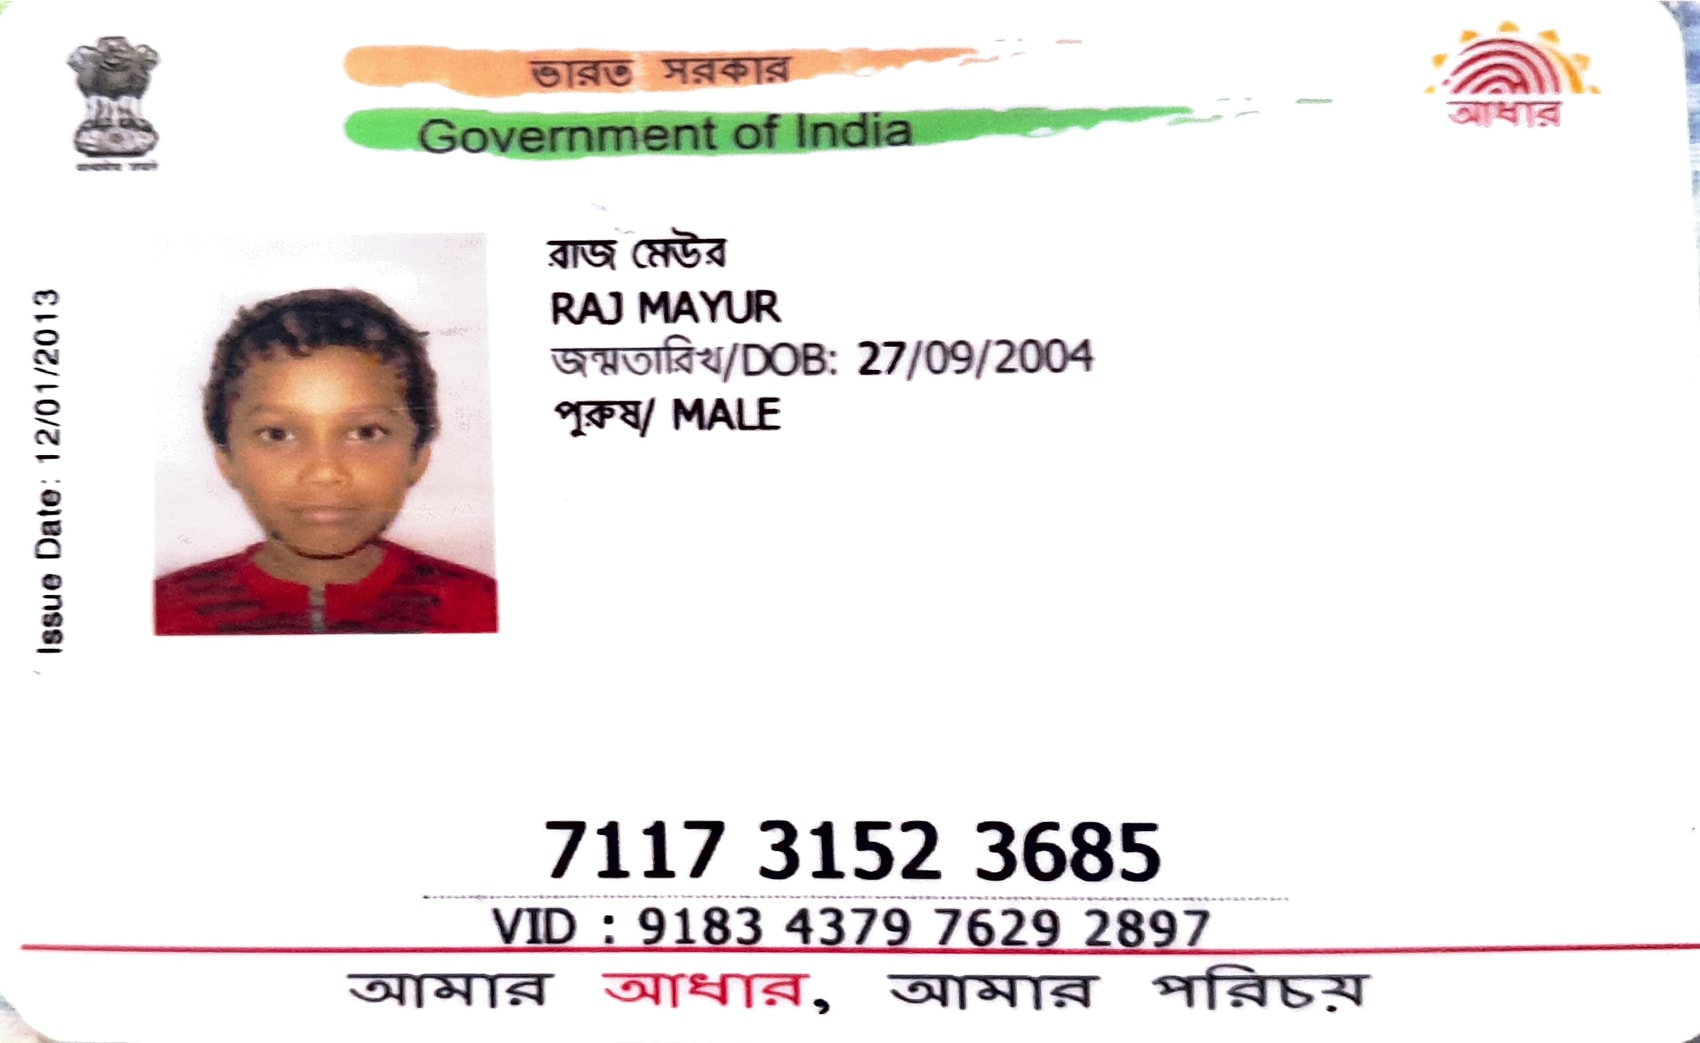 ভারত সরকার
Government of India
আধার
Issue Date: 12/01/2013
রাজ মেউর
RAJ MAYUR
জন্মতারিখ/DOB: 27/09/2004
পুরুষ/ MALE
7117 3152 3685
VID : 9183 4379 7629 2897
আমার আধার, আমার পরিচয়